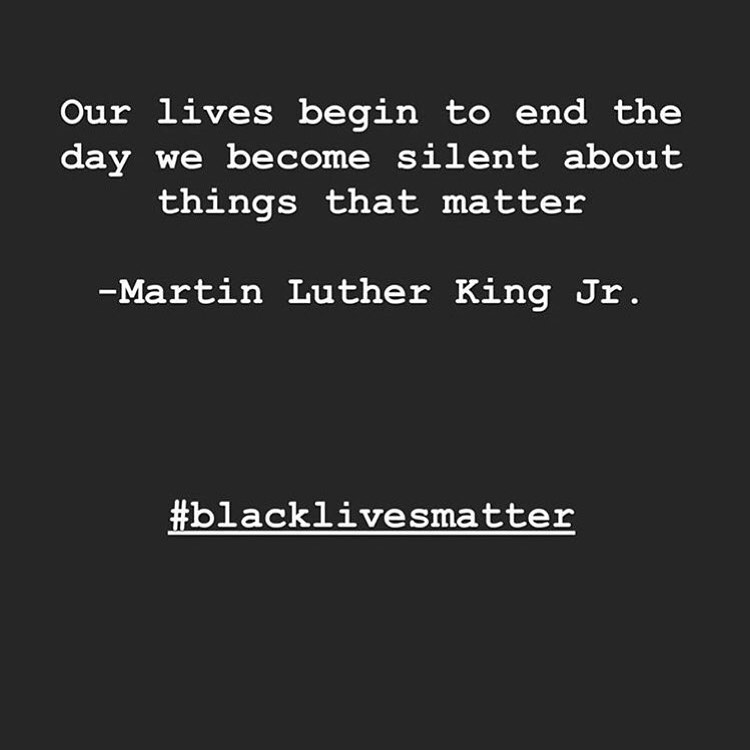 Our lives begin to end the
day we become silent about
things that matter
-Martin Luther King Jr.
#blacklivesmatter